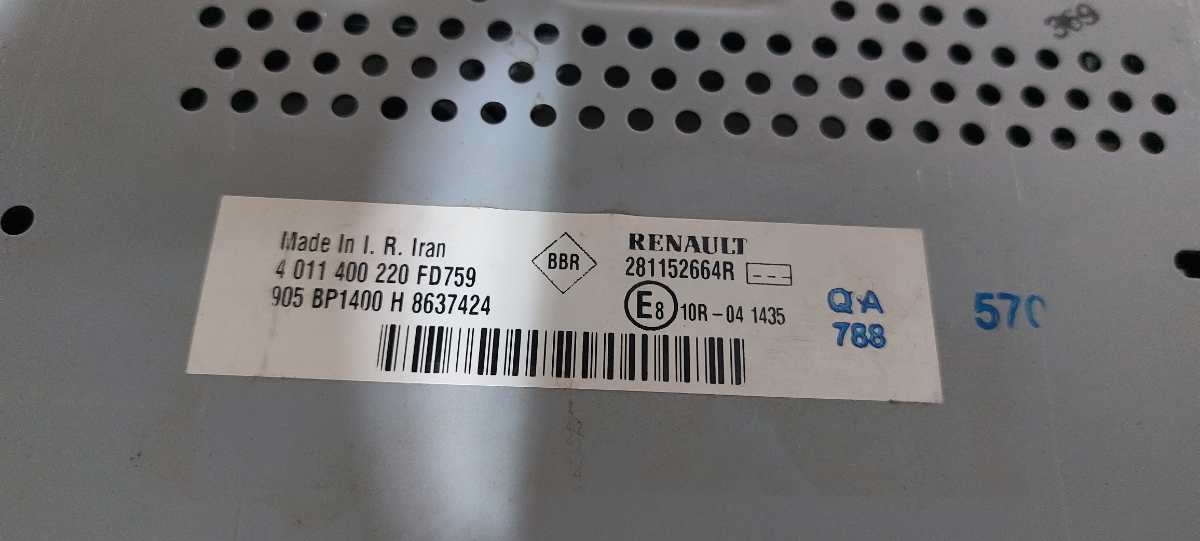 369
Made In I. R. Iran
4 011 400 220 FD759
905 BP1400 H 8637424
BBR
RENAULT
281152664R
E8 10R-04 1435
QA
788
570